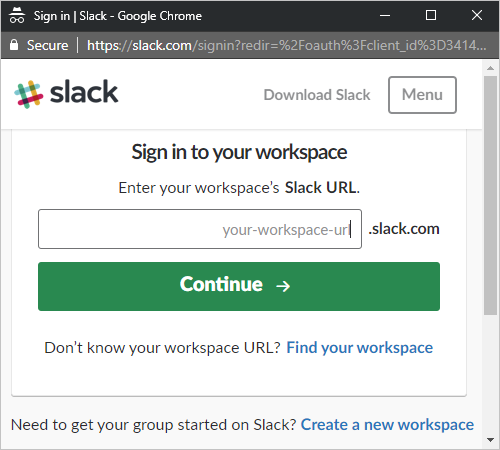 Sign in | Slack - Google Chrome
Secure | https://slack.com/signin?redir=%2Foauth%3Fclient_id%3D3414...
slack Download Slack Menu
Sign in to your workspace
Enter your workspace’s Slack URL.
your-workspace-url .slack.com
Continue →
Don’t know your workspace URL? Find your workspace
Need to get your group started on Slack? Create a new workspace